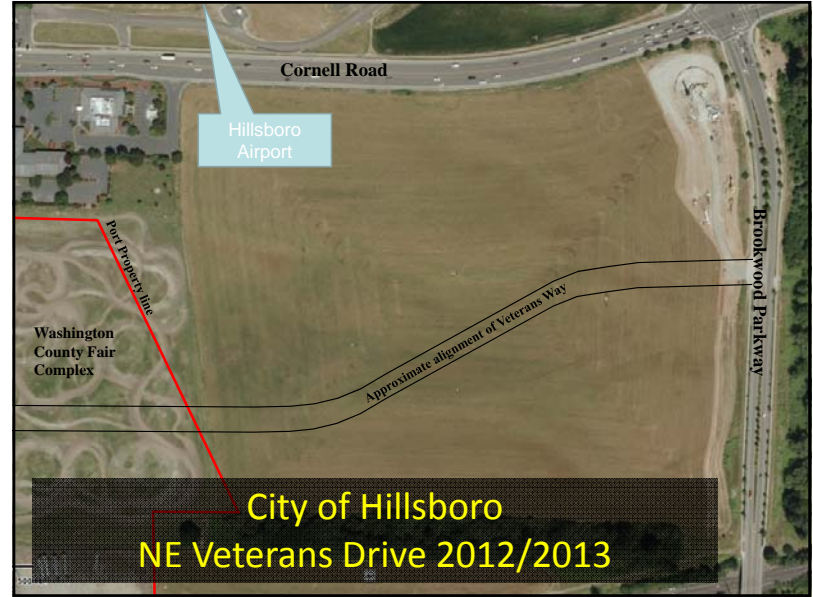 Cornell Road
Hillsboro
Airport
Port Property line
Brookwood Parkway
Washington
County Fair
Complex
Approximate alignment of Veterans Way
City of Hillsboro
NE Veterans Drive 2012/2013